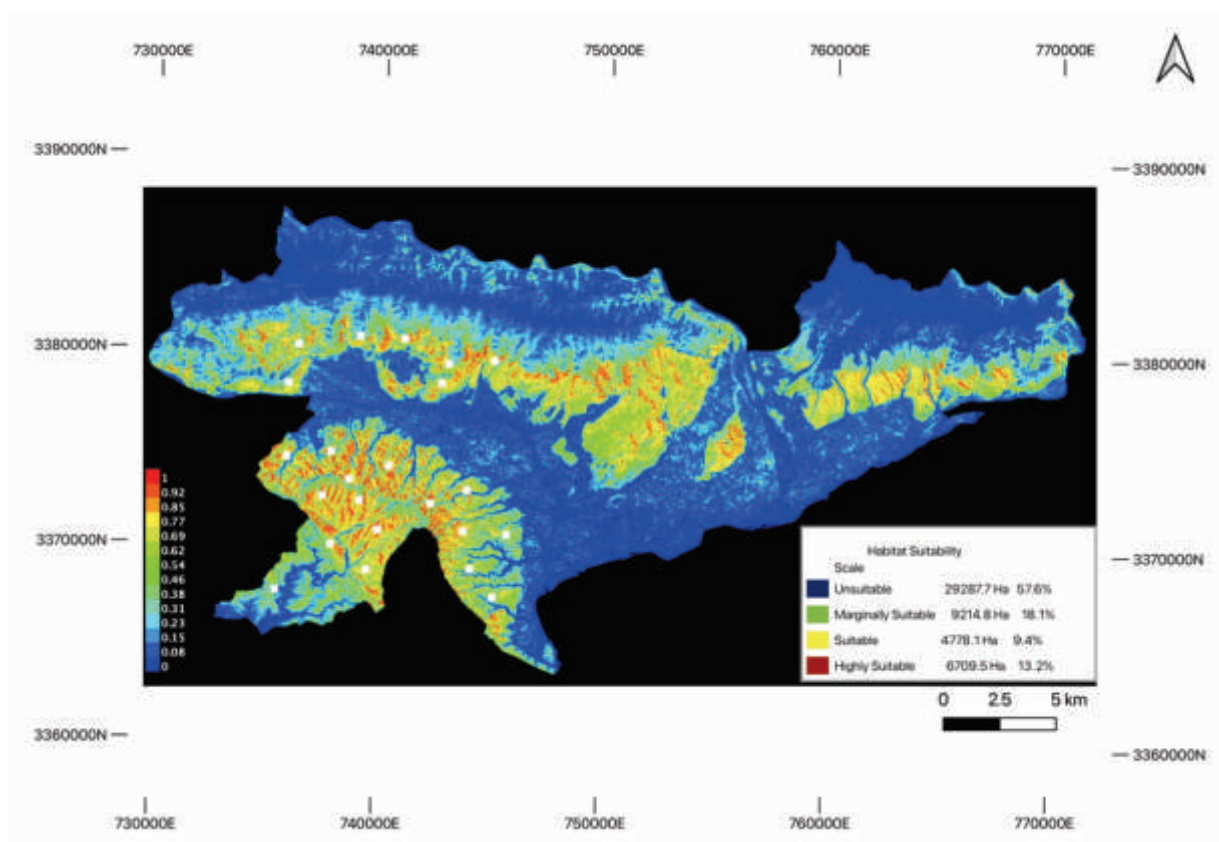 730000E 740000E 750000E 760000E 770000E
3390000N
3390000N
3380000N
3380000N
3370000N
3370000N
3360000N
3360000N
1
0.92
0.85
0.77
0.69
0.62
0.54
0.46
0.38
0.31
0.23
0.15
0.08
0
Habitat Suitability
Scale
Unsuitable 29287.7 Ha 57.6%
Marginally Suitable 9214.8 Ha 18.1%
Suitable 4778.1 Ha 9.4%
Highly Suitable 6709.5 Ha 13.2%
0 2.5 5 km
730000E 740000E 750000E 760000E 770000E